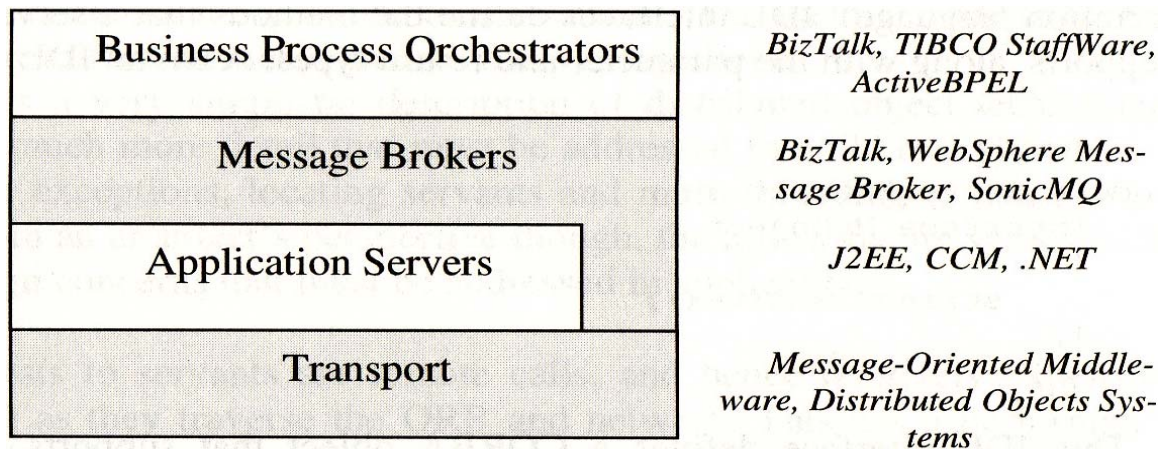 Business Process Orchestrators
BizTalk, TIBCO StaffWare,
ActiveBPEL
Message Brokers
BizTalk, WebSphere Mes-
sage Broker, SonicMQ
Application Servers
J2EE, CCM, .NET
Transport
Message-Oriented Middle-
ware, Distributed Objects Sys-
tems